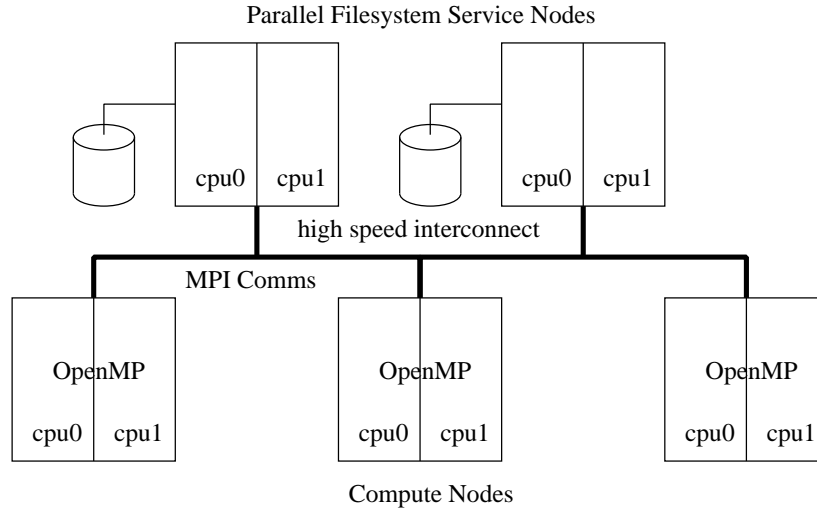 Parallel Filesystem Service Nodes
cpu0 cpu1 cpu0 cpu1
high speed interconnect
MPI Comms
OpenMP OpenMP OpenMP
cpu0 cpu1 cpu0 cpu1 cpu0 cpu1
Compute Nodes